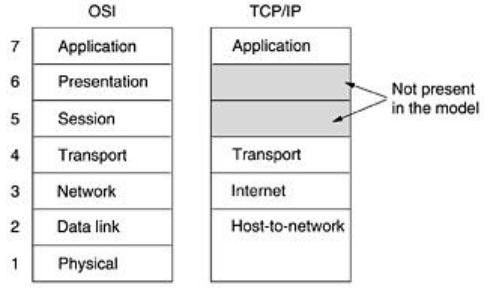 OSI TCP/IP
7 Application Application
6 Presentation
5 Session
Not present
in the model
4 Transport Transport
3 Network Internet
2 Data link Host-to-network
1 Physical